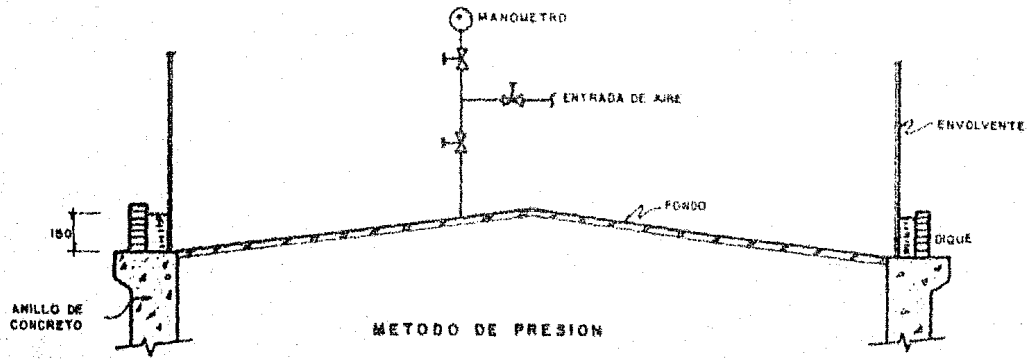 MANOMETRO
ENTRADA DE AIRE
ENVOLVENTE
FONDO
150
DIQUE
ANILLO DE
CONCRETO
METODO DE PRESION